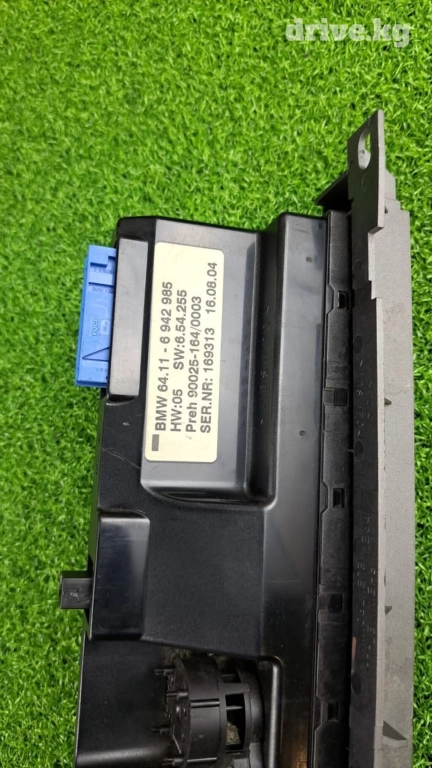 drive.kg
BMW 64.11 - 6 942 985
HW:05 SW:6.54.255
Preh 90025-164/0003
SER.NR: 169313 16.08.04